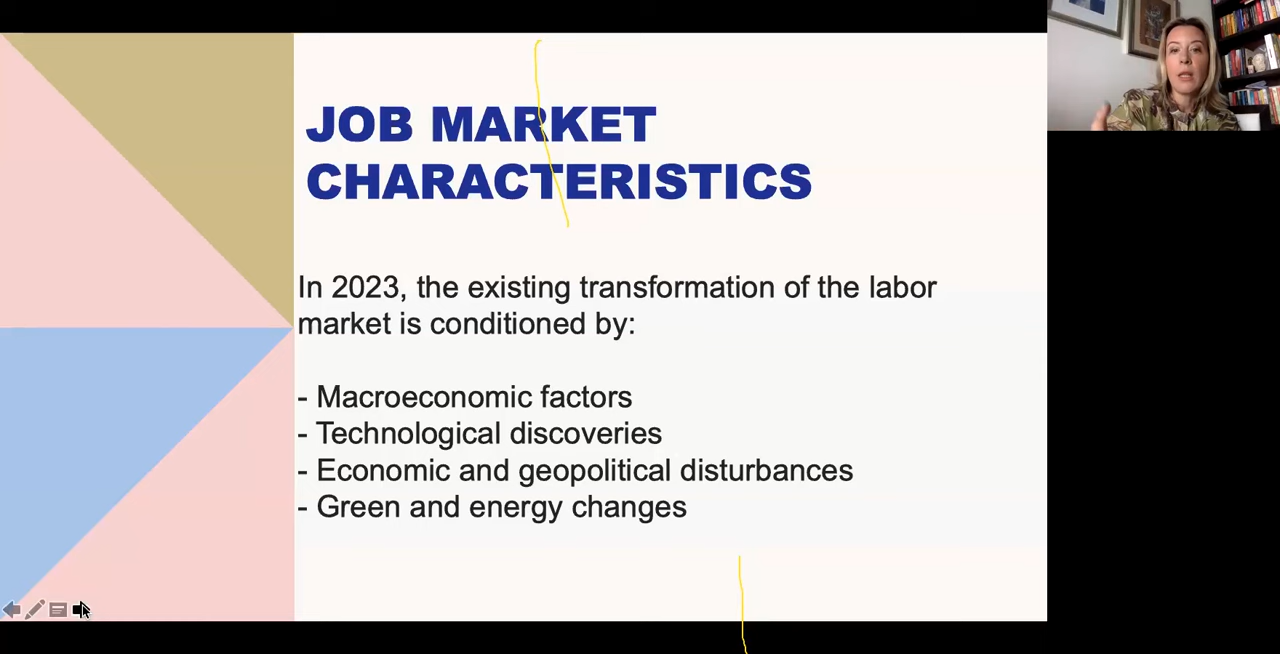 JOB MARKET
CHARACTERISTICS
In 2023, the existing transformation of the labor
market is conditioned by:
- Macroeconomic factors
- Technological discoveries
- Economic and geopolitical disturbances
- Green and energy changes